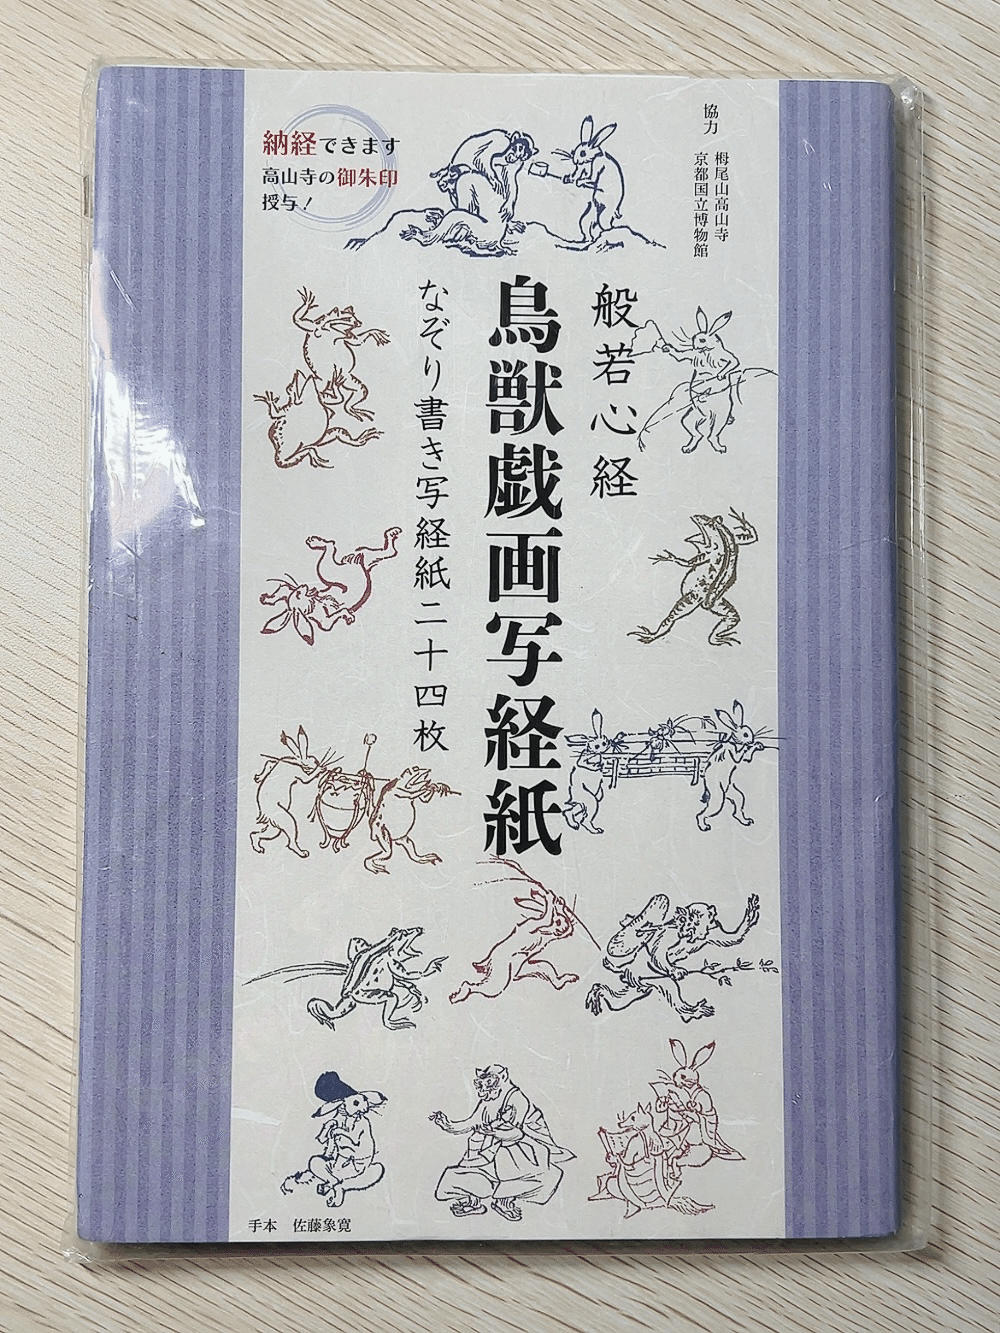 協力
栂尾山高山寺
京都国立博物館
般若心経
鳥獣戯画写経紙
なぞり書き写経紙二十四枚
納経できます
高山寺の御朱印
授与！
手本 佐藤象寛